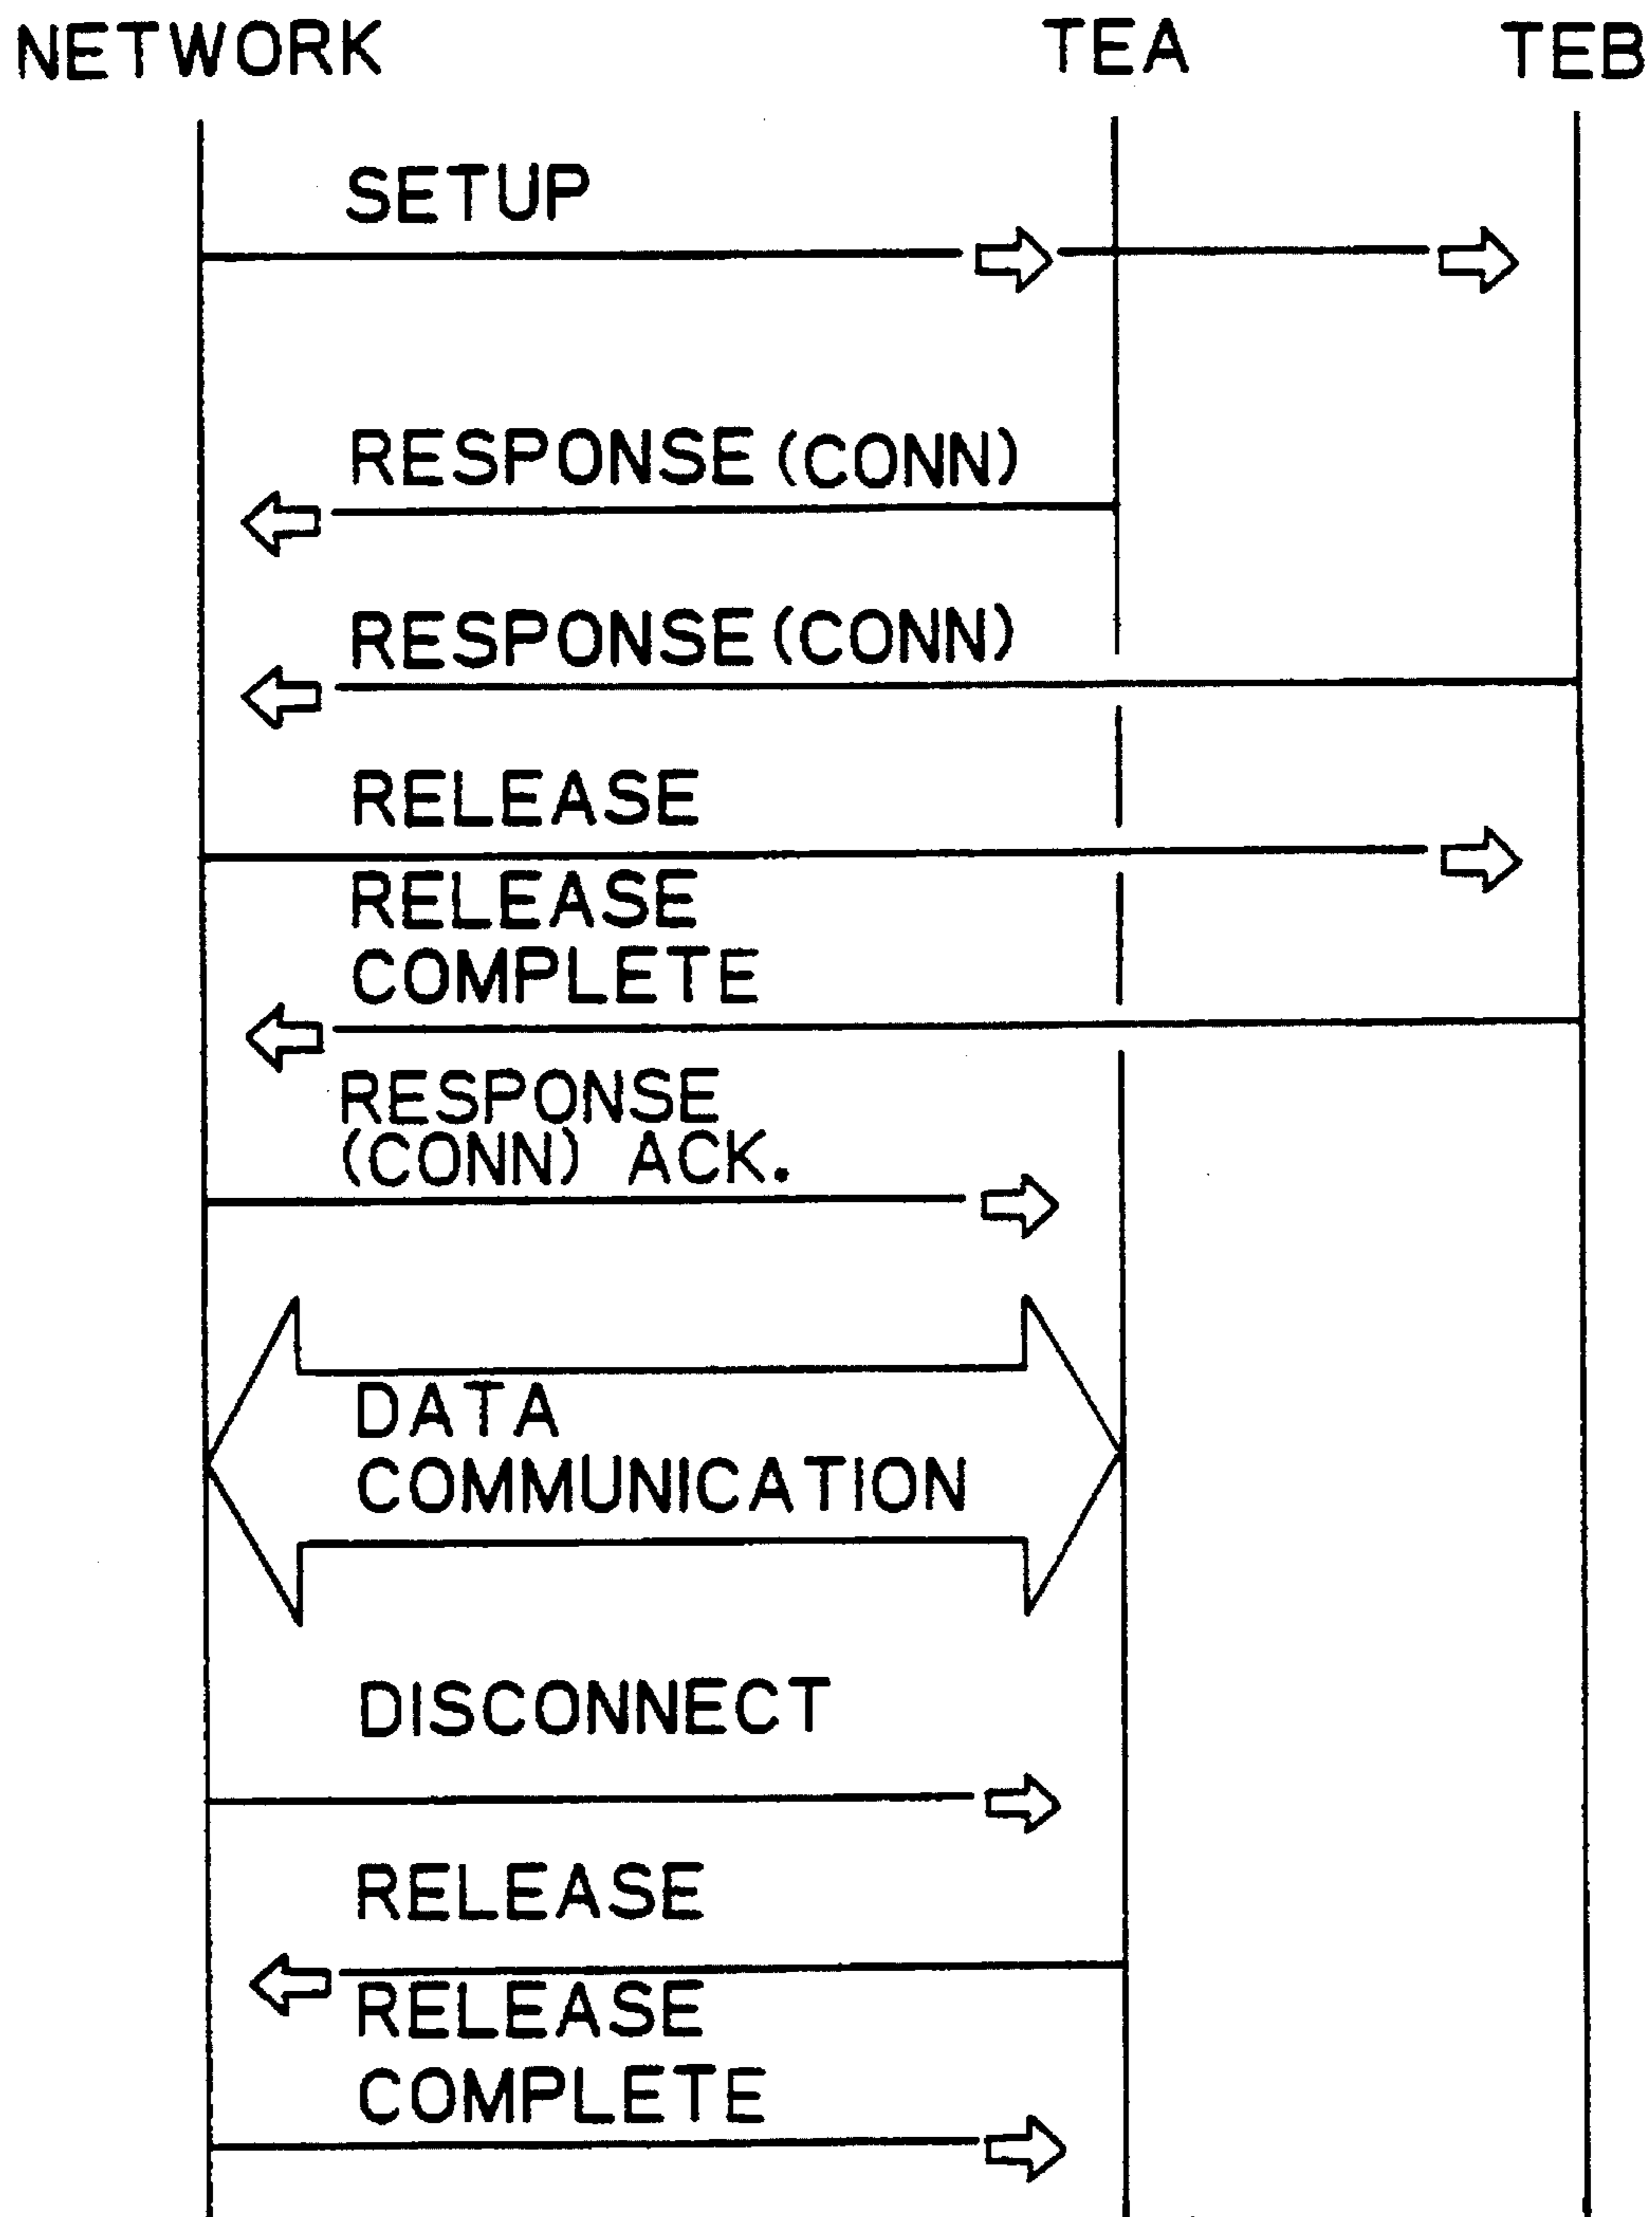 NETWORK TEA TEB
SETUP
RESPONSE (CONN)
RESPONSE (CONN)
RELEASE
RELEASE
COMPLETE
RESPONSE
(CONN) ACK.
DATA
COMMUNICATION
DISCONNECT
RELEASE
RELEASE
COMPLETE